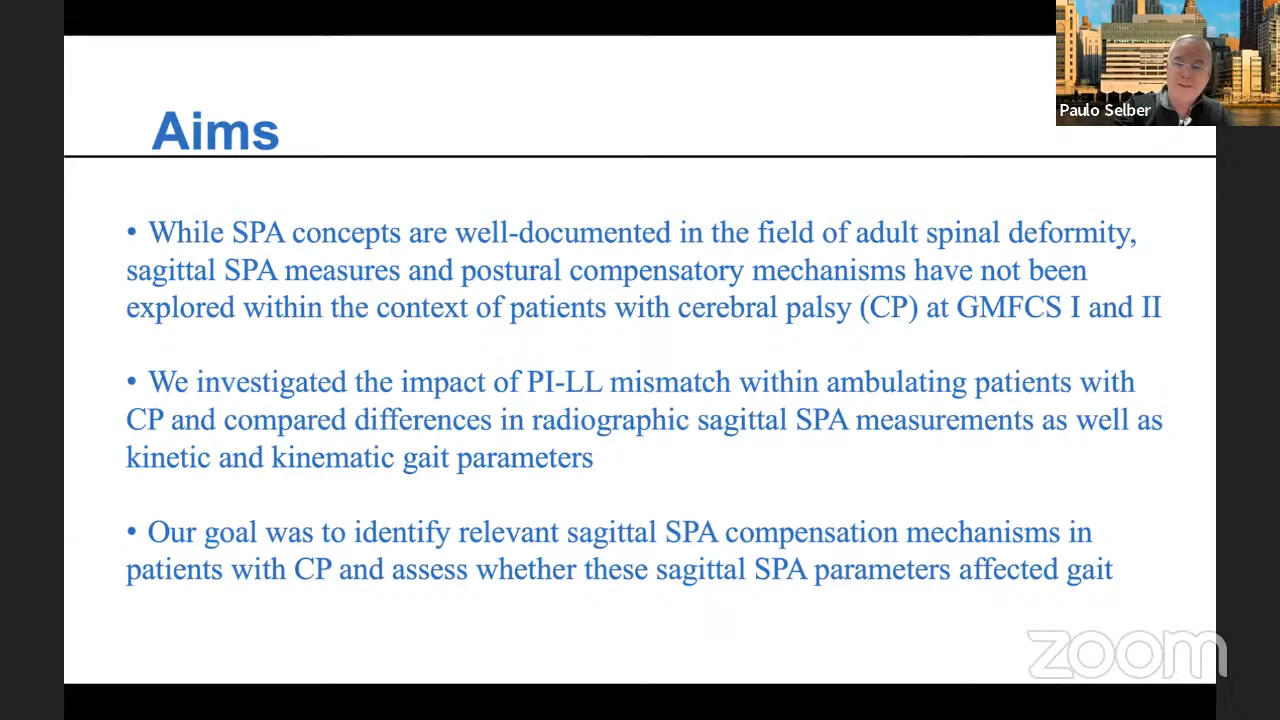 Paulo Selber
Aims
• While SPA concepts are well-documented in the field of adult spinal deformity,
sagittal SPA measures and postural compensatory mechanisms have not been
explored within the context of patients with cerebral palsy (CP) at GMFCS I and II
• We investigated the impact of PI-LL mismatch within ambulating patients with
CP and compared differences in radiographic sagittal SPA measurements as well as
kinetic and kinematic gait parameters
• Our goal was to identify relevant sagittal SPA compensation mechanisms in
patients with CP and assess whether these sagittal SPA parameters affected gait
zoom